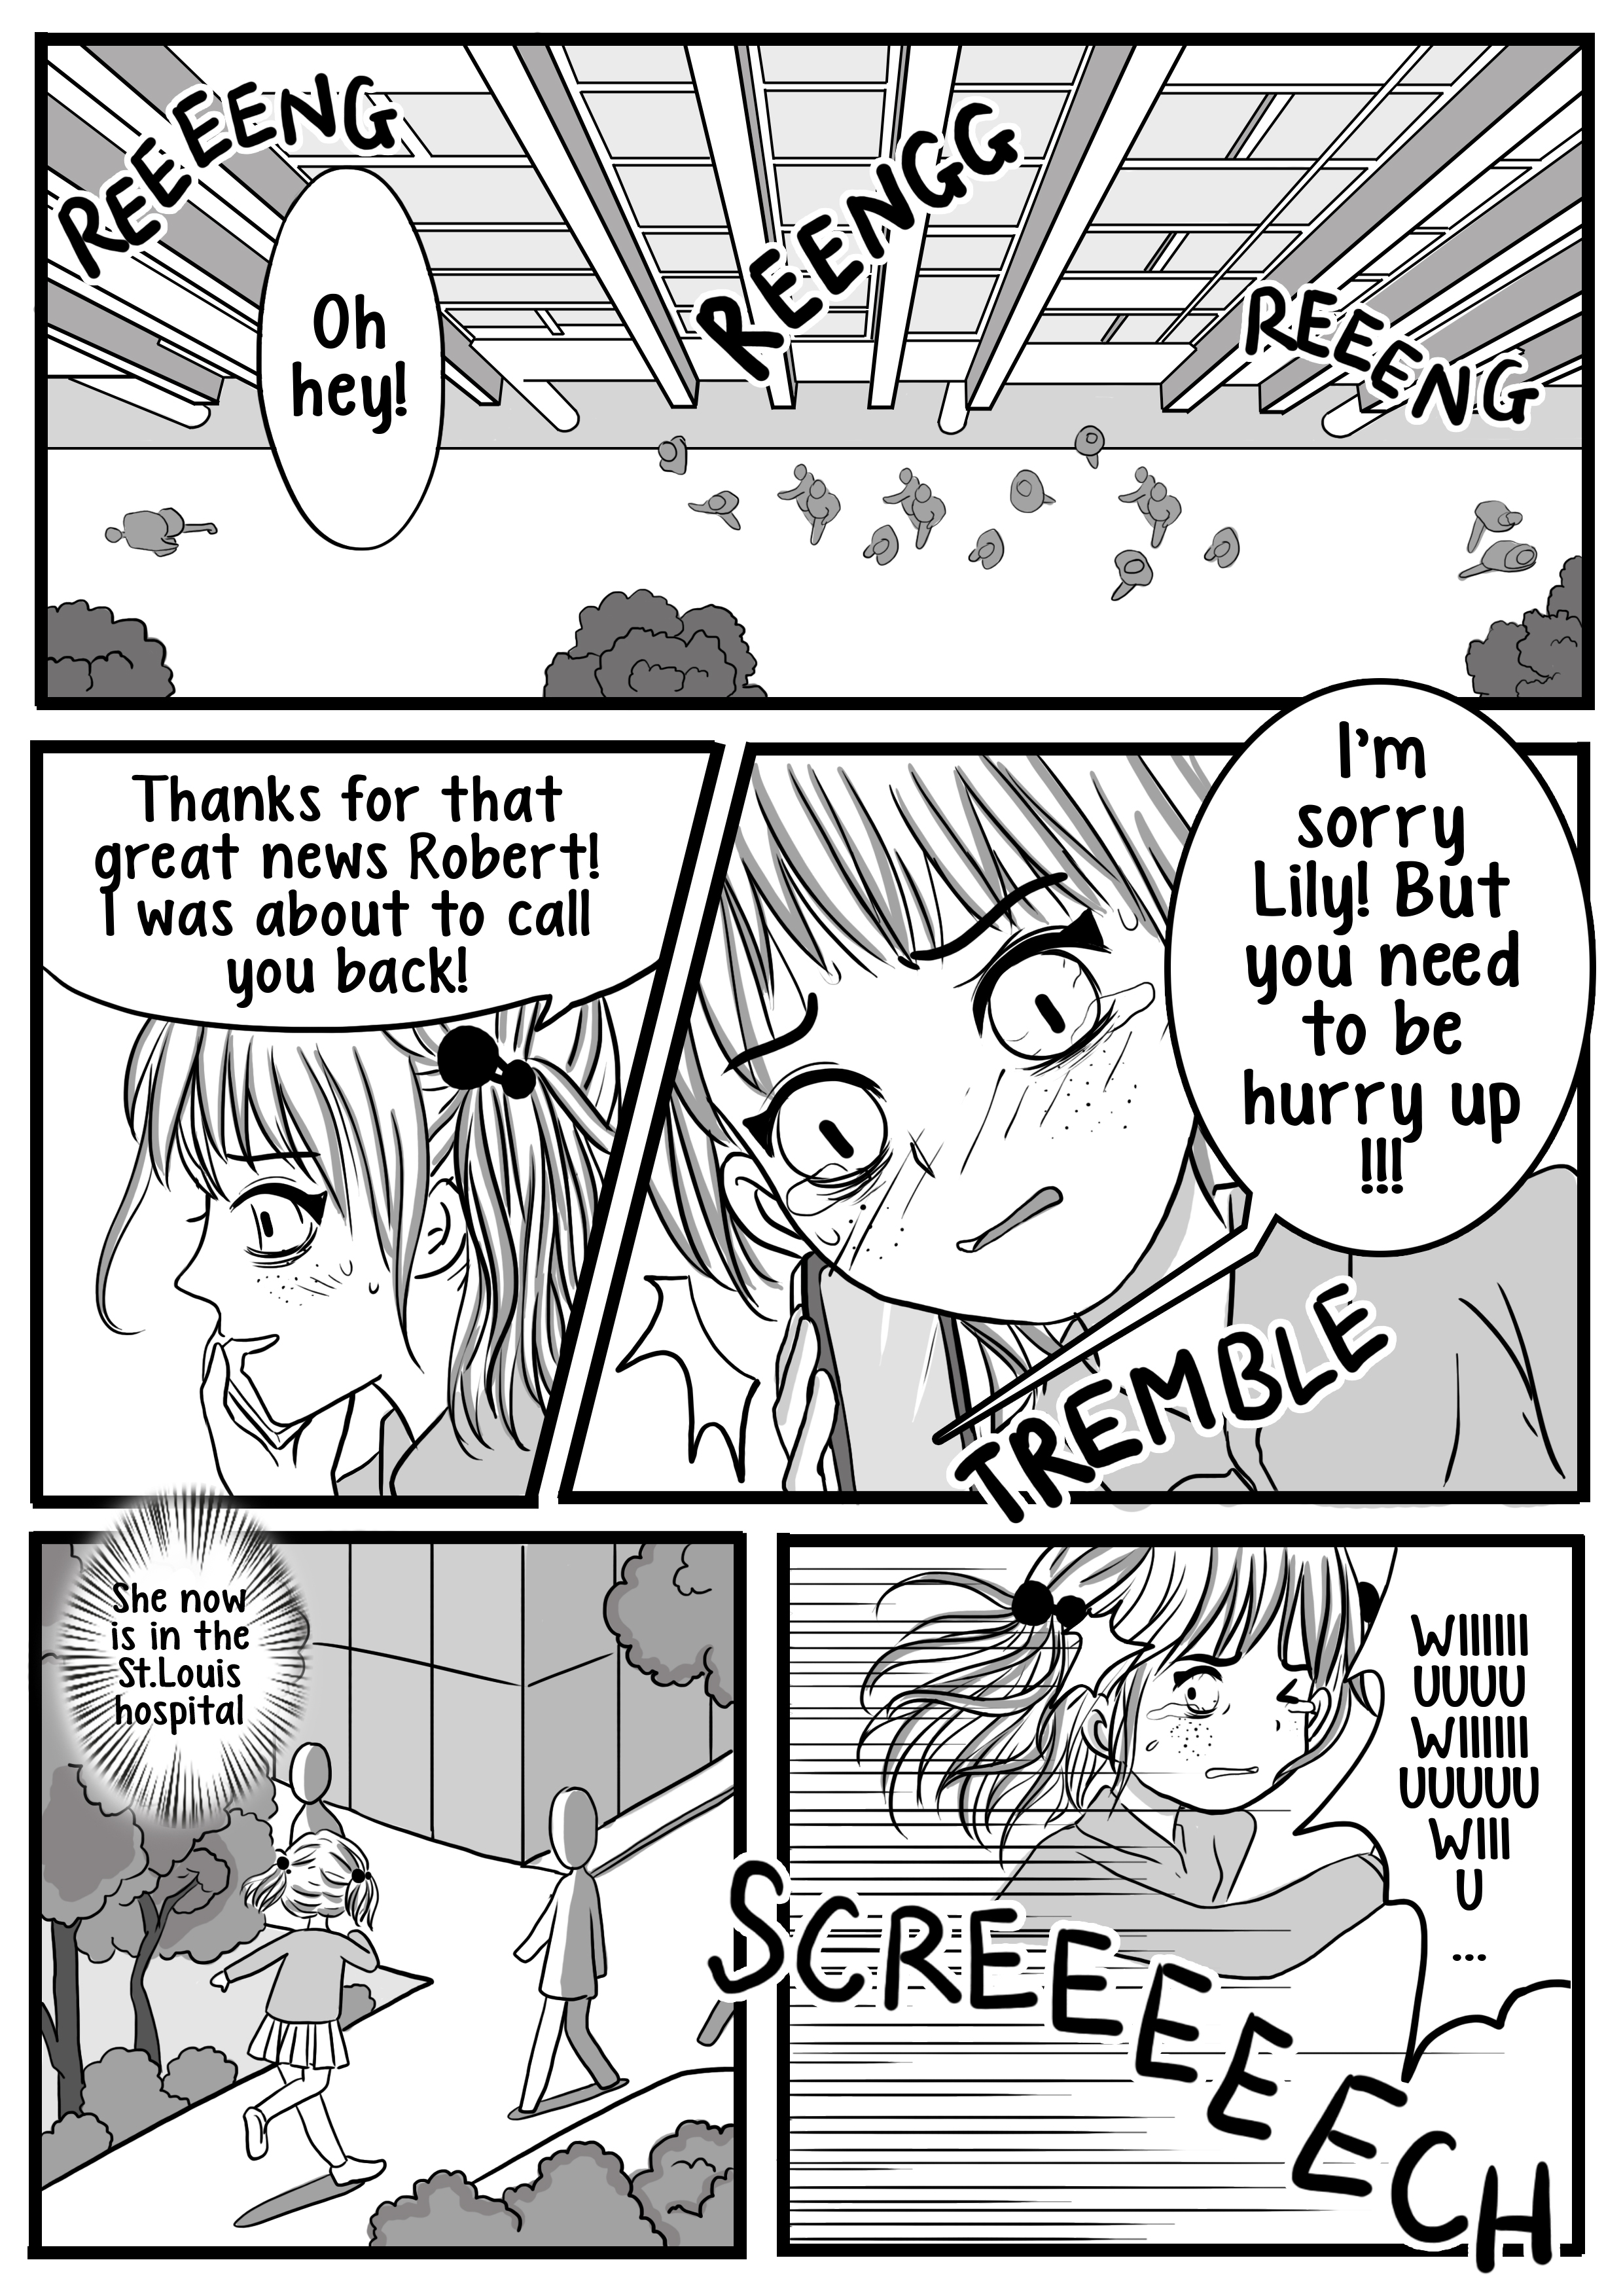 REEEENG
Oh
hey!
REENGG
REEENG
Thanks for that
great news Robert!
I was about to call
you back!
I'm
sorry
Lily! But
you need
to be
hurry up
!!!
TREMBLE
She now
is in the
St.Louis
hospital
WIIIIII
UUUU
WIIIIII
UUUUU
WIII
U
...
SCREEEEECH